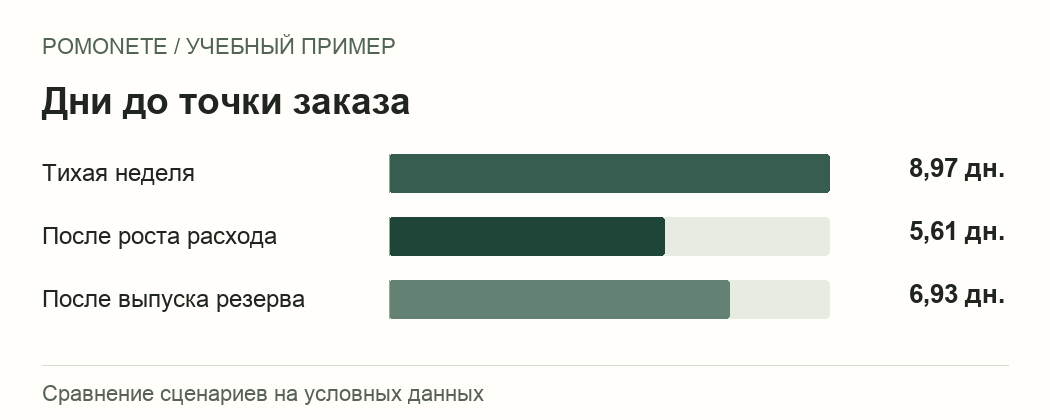 POMONETE / УЧЕБНЫЙ ПРИМЕР
Дни до точки заказа
Тихая неделя 8,97 дн.
После роста расхода 5,61 дн.
После выпуска резерва 6,93 дн.
Сравнение сценариев на условных данных